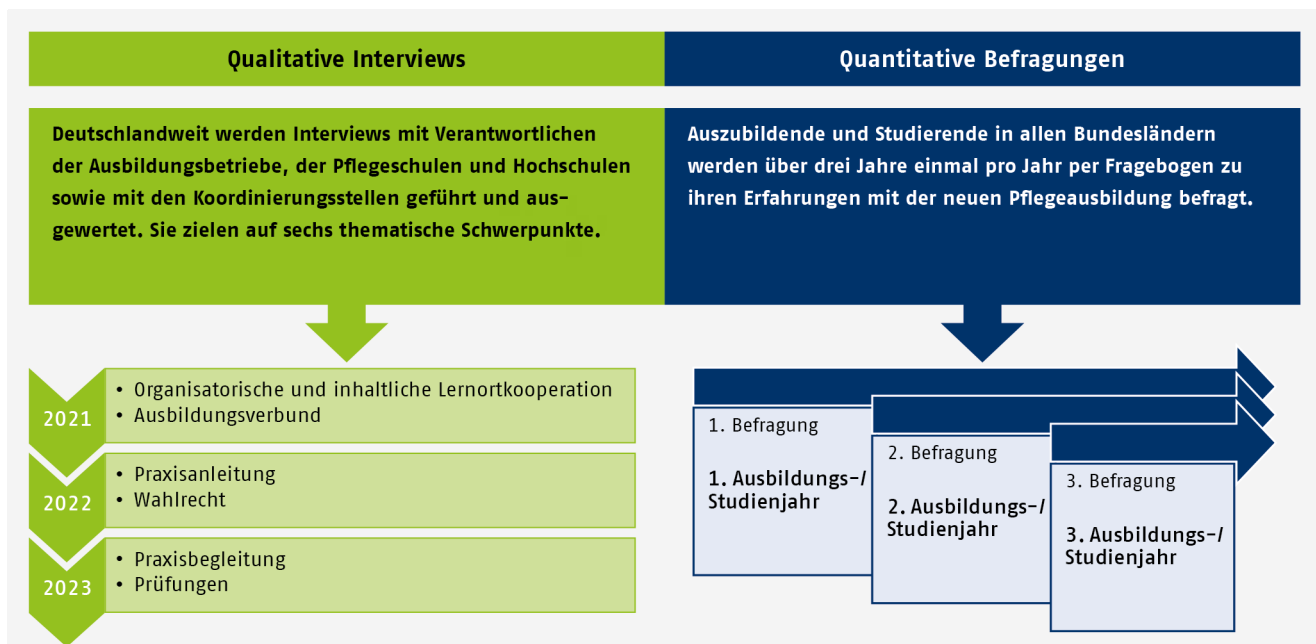 Qualitative Interviews
Quantitative Befragungen
Deutschlandweit werden Interviews mit Verantwortlichen
der Ausbildungsbetriebe, der Pflegeschulen und Hochschulen
sowie mit den Koordinierungsstellen geführt und aus-
gewertet. Sie zielen auf sechs thematische Schwerpunkte.
Auszubildende und Studierende in allen Bundesländern
werden über drei Jahre einmal pro Jahr per Fragebogen zu
ihren Erfahrungen mit der neuen Pflegeausbildung befragt.
2021
• Organisatorische und inhaltliche Lernortkooperation
• Ausbildungsverbund
2022
• Praxisanleitung
• Wahlrecht
2023
• Praxisbegleitung
• Prüfungen
1. Befragung
1. Ausbildungs-/
Studienjahr
2. Befragung
2. Ausbildungs-/
Studienjahr
3. Befragung
3. Ausbildungs-/
Studienjahr